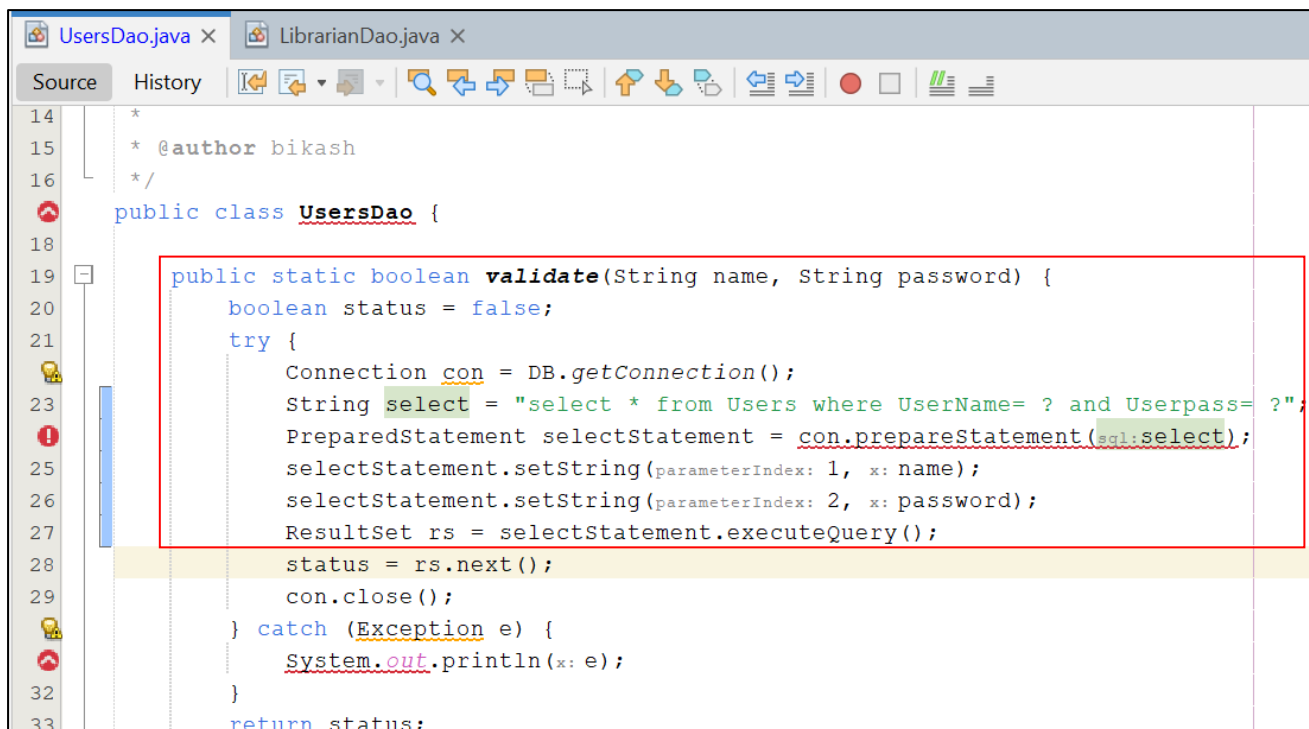 UsersDao.java × LibrarianDao.java ×
Source History
14 *
15 * @author bikash
16 */
public class UsersDao {
18
19 public static boolean validate(String name, String password) {
20 boolean status = false;
21 try {
Connection con = DB.getConnection();
23 String select = "select * from Users where UserName= ? and Userpass= ?";
PreparedStatement selectStatement = con.prepareStatement(sql:select);
25 selectStatement.setString(parameterIndex: 1, x: name);
26 selectStatement.setString(parameterIndex: 2, x: password);
27 ResultSet rs = selectStatement.executeQuery();
28 status = rs.next();
29 con.close();
} catch (Exception e) {
System.out.println(x: e);
32 }
33 return status;